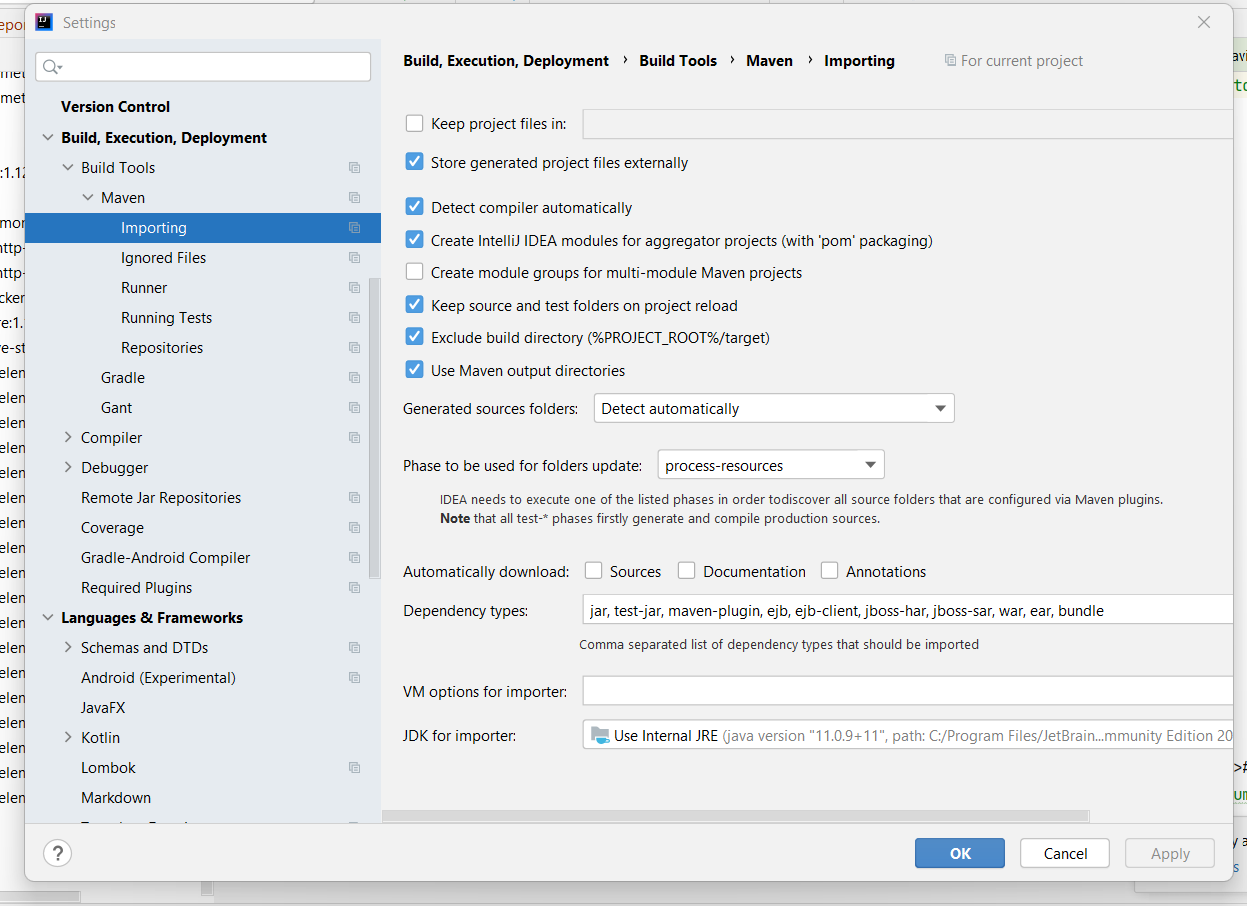 Settings
Version Control
Build, Execution, Deployment
Build Tools
Maven
Importing
Ignored Files
Runner
Running Tests
Repositories
Gradle
Gant
Compiler
Debugger
Remote Jar Repositories
Coverage
Gradle-Android Compiler
Required Plugins
Languages & Frameworks
Schemas and DTDs
Android (Experimental)
JavaFX
Kotlin
Lombok
Markdown
Build, Execution, Deployment › Build Tools › Maven › Importing For current project
Keep project files in:
Store generated project files externally
Detect compiler automatically
Create IntelliJ IDEA modules for aggregator projects (with 'pom' packaging)
Create module groups for multi-module Maven projects
Keep source and test folders on project reload
Exclude build directory (%PROJECT_ROOT%/target)
Use Maven output directories
Generated sources folders: Detect automatically
Phase to be used for folders update: process-resources
IDEA needs to execute one of the listed phases in order todiscover all source folders that are configured via Maven plugins.
Note that all test-* phases firstly generate and compile production sources.
Automatically download: Sources Documentation Annotations
Dependency types: jar, test-jar, maven-plugin, ejb, ejb-client, jboss-har, jboss-sar, war, ear, bundle
Comma separated list of dependency types that should be imported
VM options for importer:
JDK for importer: Use Internal JRE (java version "11.0.9+11", path: C:/Program Files/JetBrain...mmunity Edition 20
? OK Cancel Apply